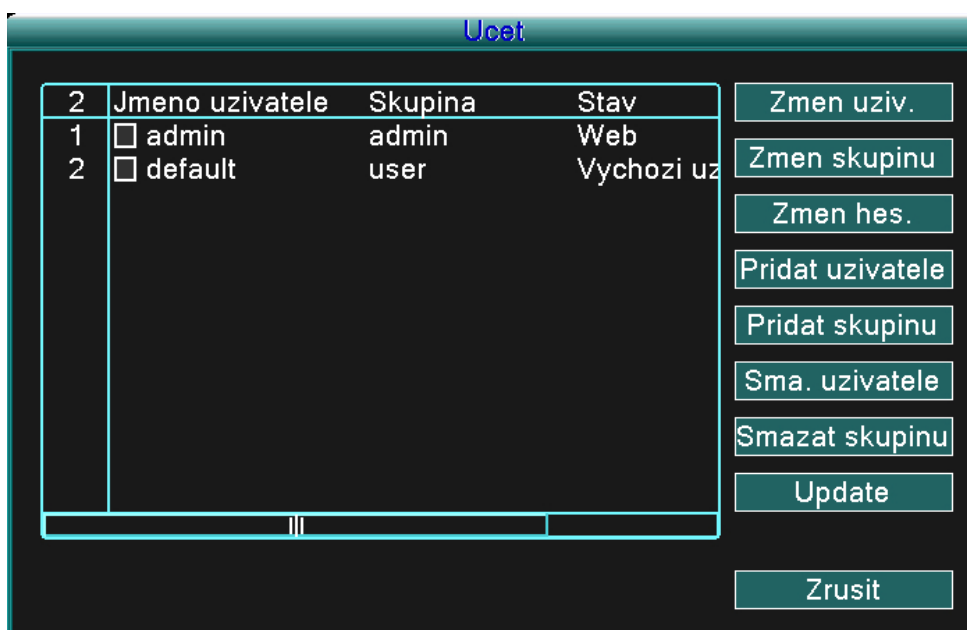 Ucet
2 Jmeno uzivatele Skupina Stav
1 admin admin Web
2 default user Vychozi uz
Zmen uziv.
Zmen skupinu
Zmen hes.
Pridat uzivatele
Pridat skupinu
Sma. uzivatele
Smazat skupinu
Update
Zrusit